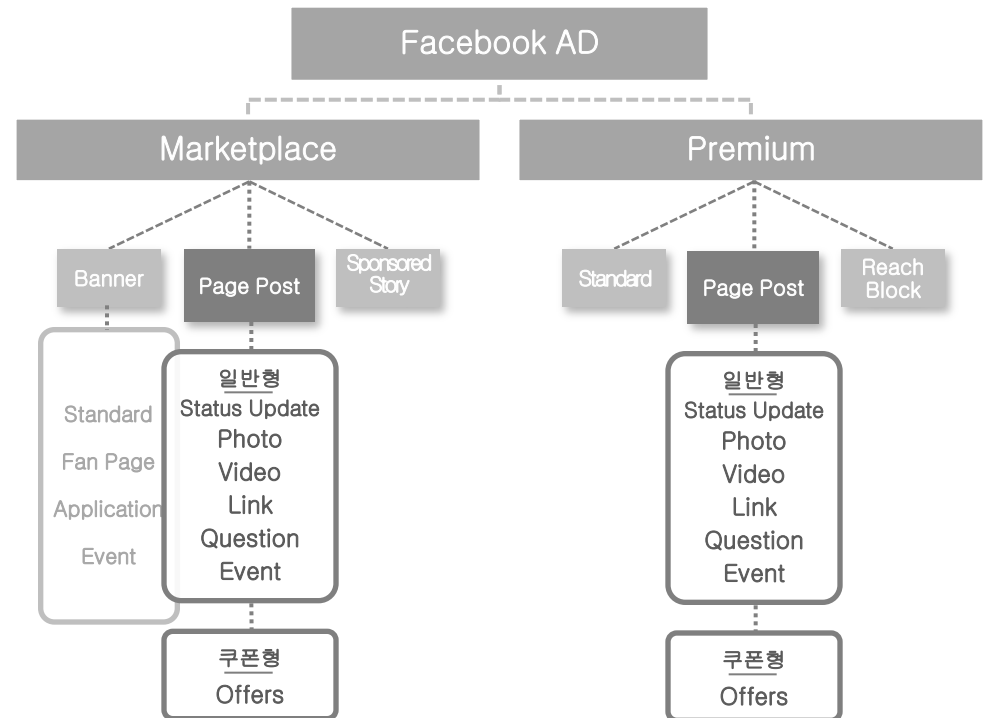 Facebook AD
Marketplace
Premium
Banner
Page Post
Sponsored
Story
Standard
Page Post
Reach
Block
Standard
Fan Page
Application
Event
일반형
Status Update
Photo
Video
Link
Question
Event
쿠폰형
Offers
일반형
Status Update
Photo
Video
Link
Question
Event
쿠폰형
Offers